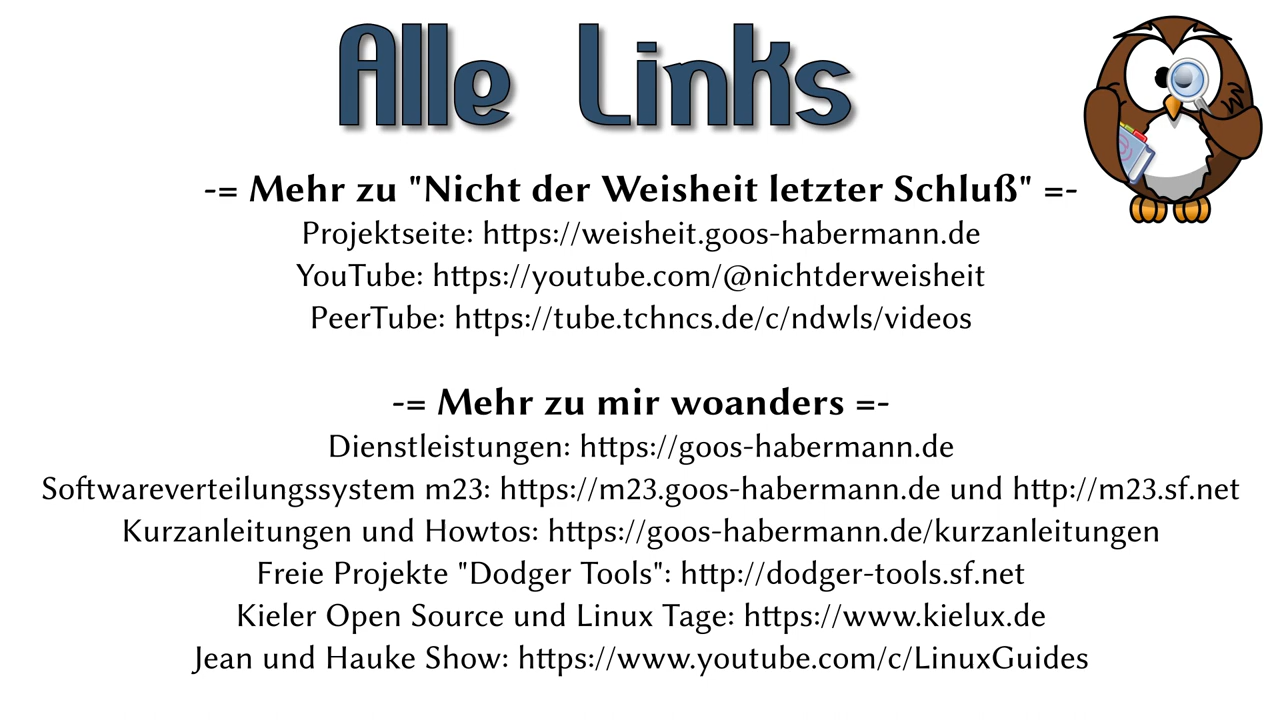 Alle Links
-= Mehr zu "Nicht der Weisheit letzter Schluß" =-
Projektseite: https://weisheit.goos-habermann.de
YouTube: https://youtube.com/@nichtderweisheit
PeerTube: https://tube.tchncs.de/c/ndwls/videos
-= Mehr zu mir woanders =-
Dienstleistungen: https://goos-habermann.de
Softwareverteilungssystem m23: https://m23.goos-habermann.de und http://m23.sf.net
Kurzanleitungen und Howtos: https://goos-habermann.de/kurzanleitungen
Freie Projekte "Dodger Tools": http://dodger-tools.sf.net
Kieler Open Source und Linux Tage: https://www.kielux.de
Jean und Hauke Show: https://www.youtube.com/c/LinuxGuides